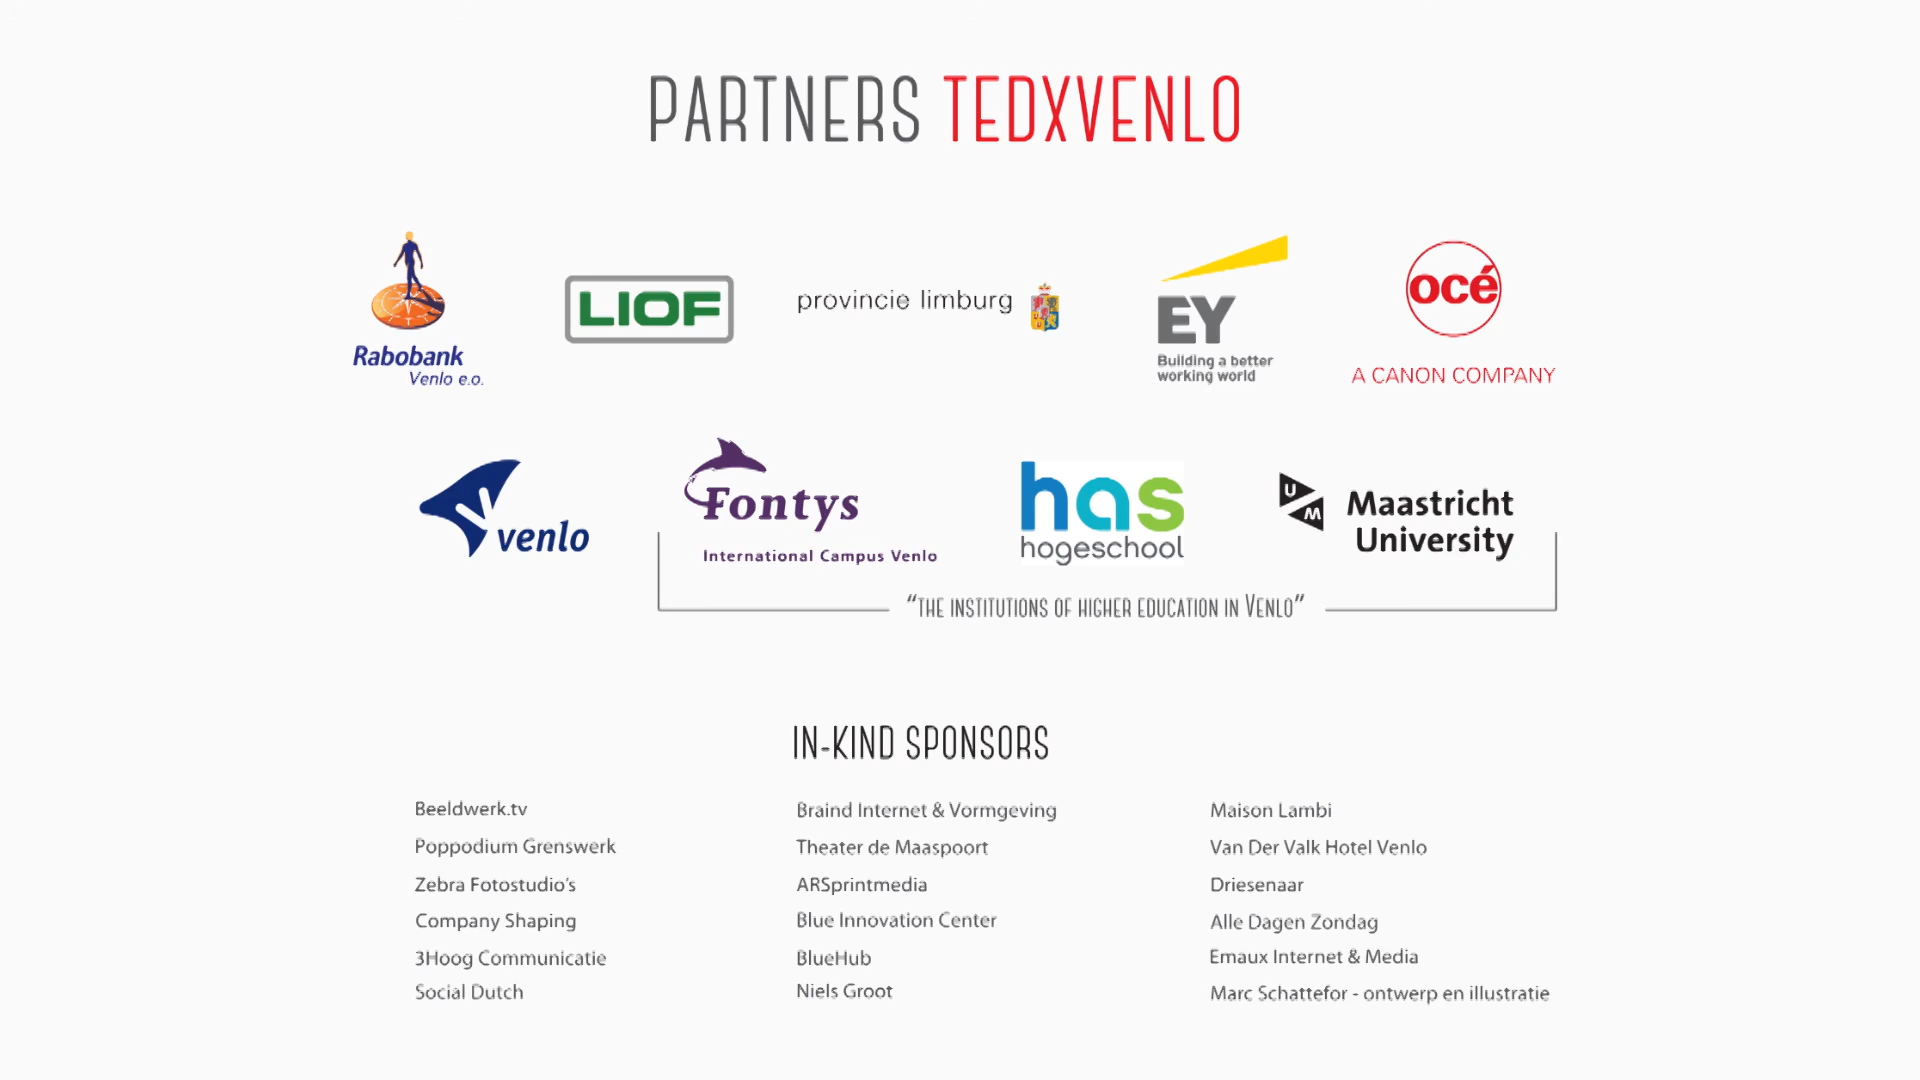 PARTNERS TEDXVENLO
Rabobank
Venlo e.o.
LIOF
provincie limburg
EY
Building a better
working world
océ
A CANON COMPANY
venlo
Fontys
International Campus Venlo
has
hogeschool
UM
Maastricht
University
“THE INSTITUTIONS OF HIGHER EDUCATION IN VENLO”
IN-KIND SPONSORS
Beeldwerk.tv
Poppodium Grenswerk
Zebra Fotostudio’s
Company Shaping
3Hoog Communicatie
Social Dutch
Braind Internet & Vormgeving
Theater de Maaspoort
ARSprintmedia
Blue Innovation Center
BlueHub
Niels Groot
Maison Lambi
Van Der Valk Hotel Venlo
Driesenaar
Alle Dagen Zondag
Emaux Internet & Media
Marc Schattefor - ontwerp en illustratie